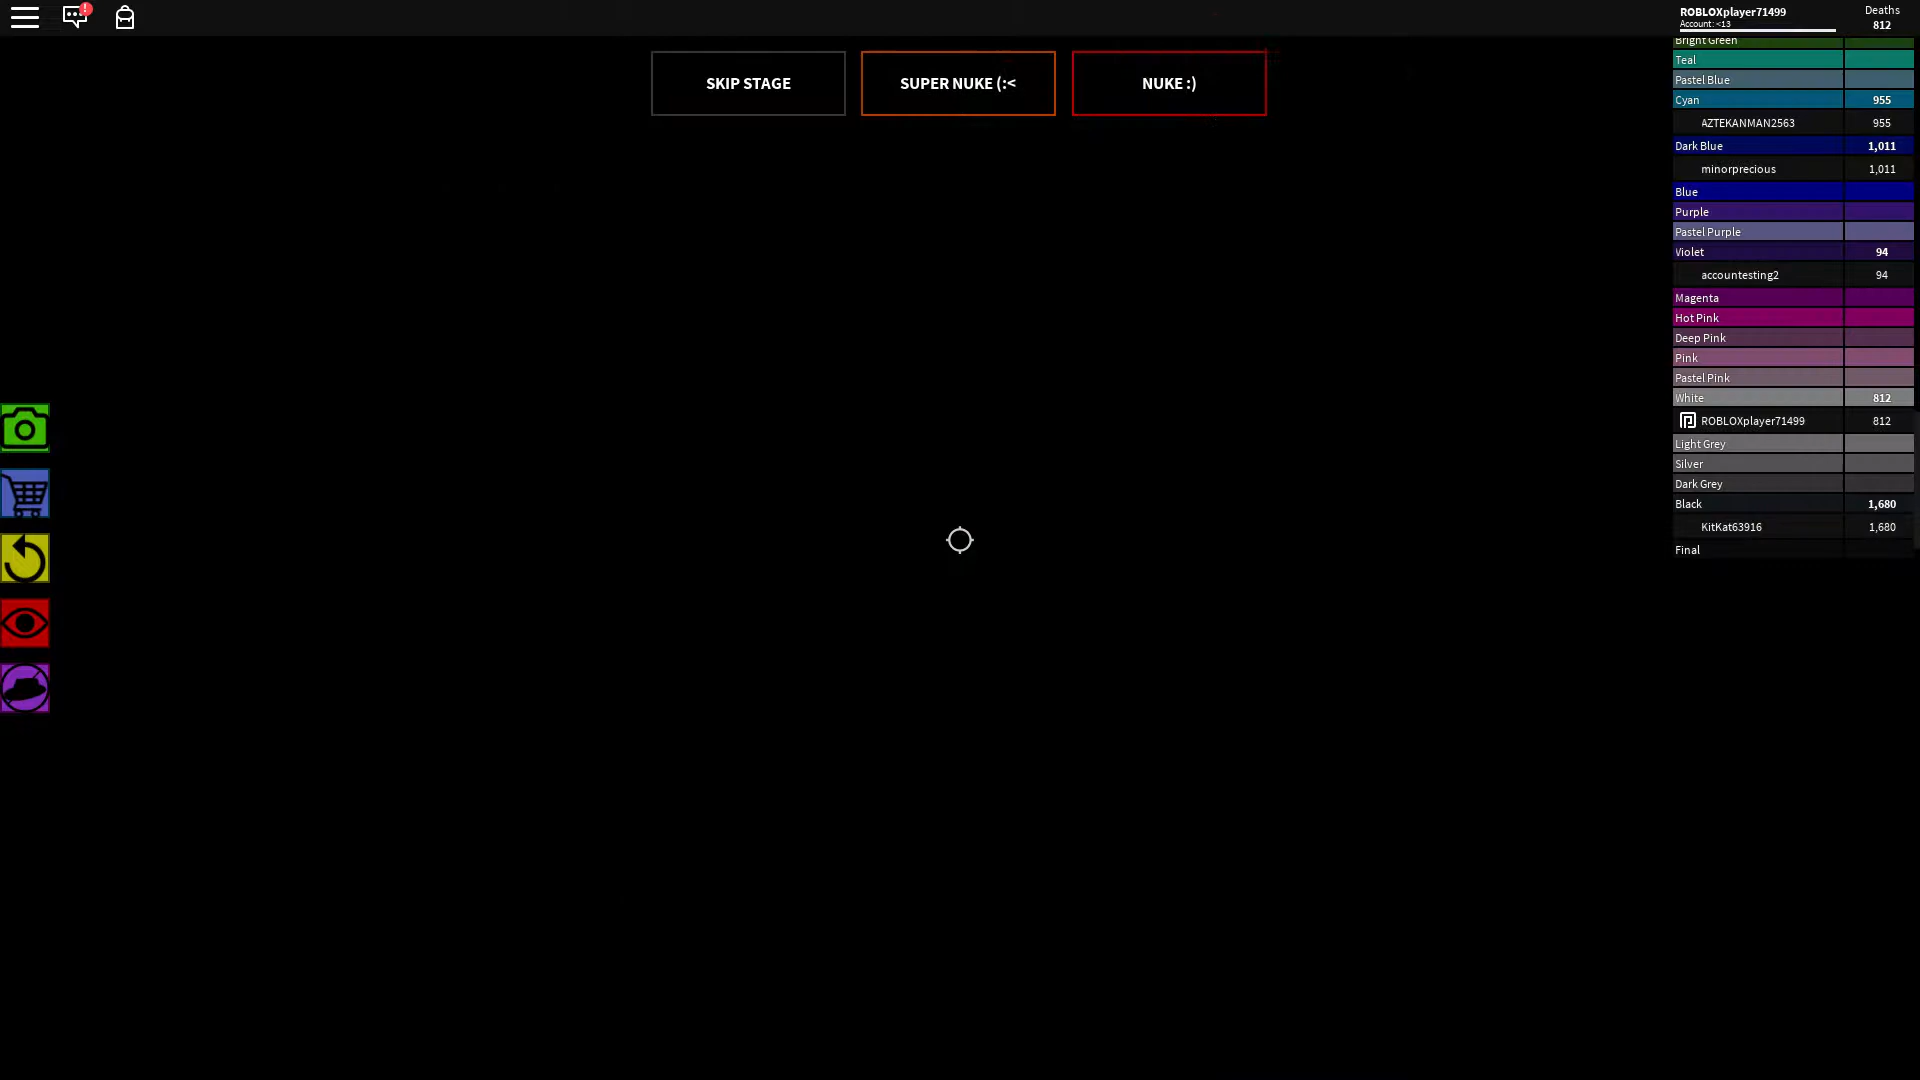 ROBLOXplayer71499 Deaths
Account: <13 812
SKIP STAGE
SUPER NUKE (:<
NUKE :)
Bright Green
Teal
Pastel Blue
Cyan 955
AZTEKANMAN2563 955
Dark Blue 1,011
minorprecious 1,011
Blue
Purple
Pastel Purple
Violet 94
accountesting2 94
Magenta
Hot Pink
Deep Pink
Pink
Pastel Pink
White 812
ROBLOXplayer71499 812
Light Grey
Silver
Dark Grey
Black 1,680
KitKat63916 1,680
Final